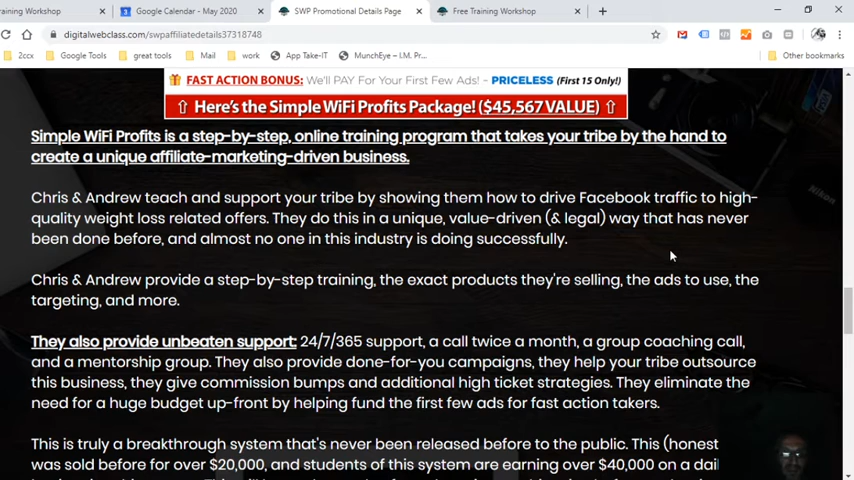 raining Workshop
Google Calendar - May 2020
SWP Promotional Details Page
Free Training Workshop
digitalwebclass.com/swpaffiliatedetails37318748
2ccx
Google Tools
great tools
Mail
work
App Take-IT
MunchEye – I.M. Pr...
Other bookmarks
FAST ACTION BONUS: We'll PAY For Your First Few Ads! - PRICELESS (First 15 Only!)
⇧ Here's the Simple WiFi Profits Package! ($45,567 VALUE) ⇧
Simple WiFi Profits is a step-by-step, online training program that takes your tribe by the hand to
create a unique affiliate-marketing-driven business.
Chris & Andrew teach and support your tribe by showing them how to drive Facebook traffic to high-
quality weight loss related offers. They do this in a unique, value-driven (& legal) way that has never
been done before, and almost no one in this industry is doing successfully.
Chris & Andrew provide a step-by-step training, the exact products they're selling, the ads to use, the
targeting, and more.
They also provide unbeaten support: 24/7/365 support, a call twice a month, a group coaching call,
and a mentorship group. They also provide done-for-you campaigns, they help your tribe outsource
this business, they give commission bumps and additional high ticket strategies. They eliminate the
need for a huge budget up-front by helping fund the first few ads for fast action takers.
This is truly a breakthrough system that's never been released before to the public. This (honest
was sold before for over $20,000, and students of this system are earning over $40,000 on a dail
Nikon